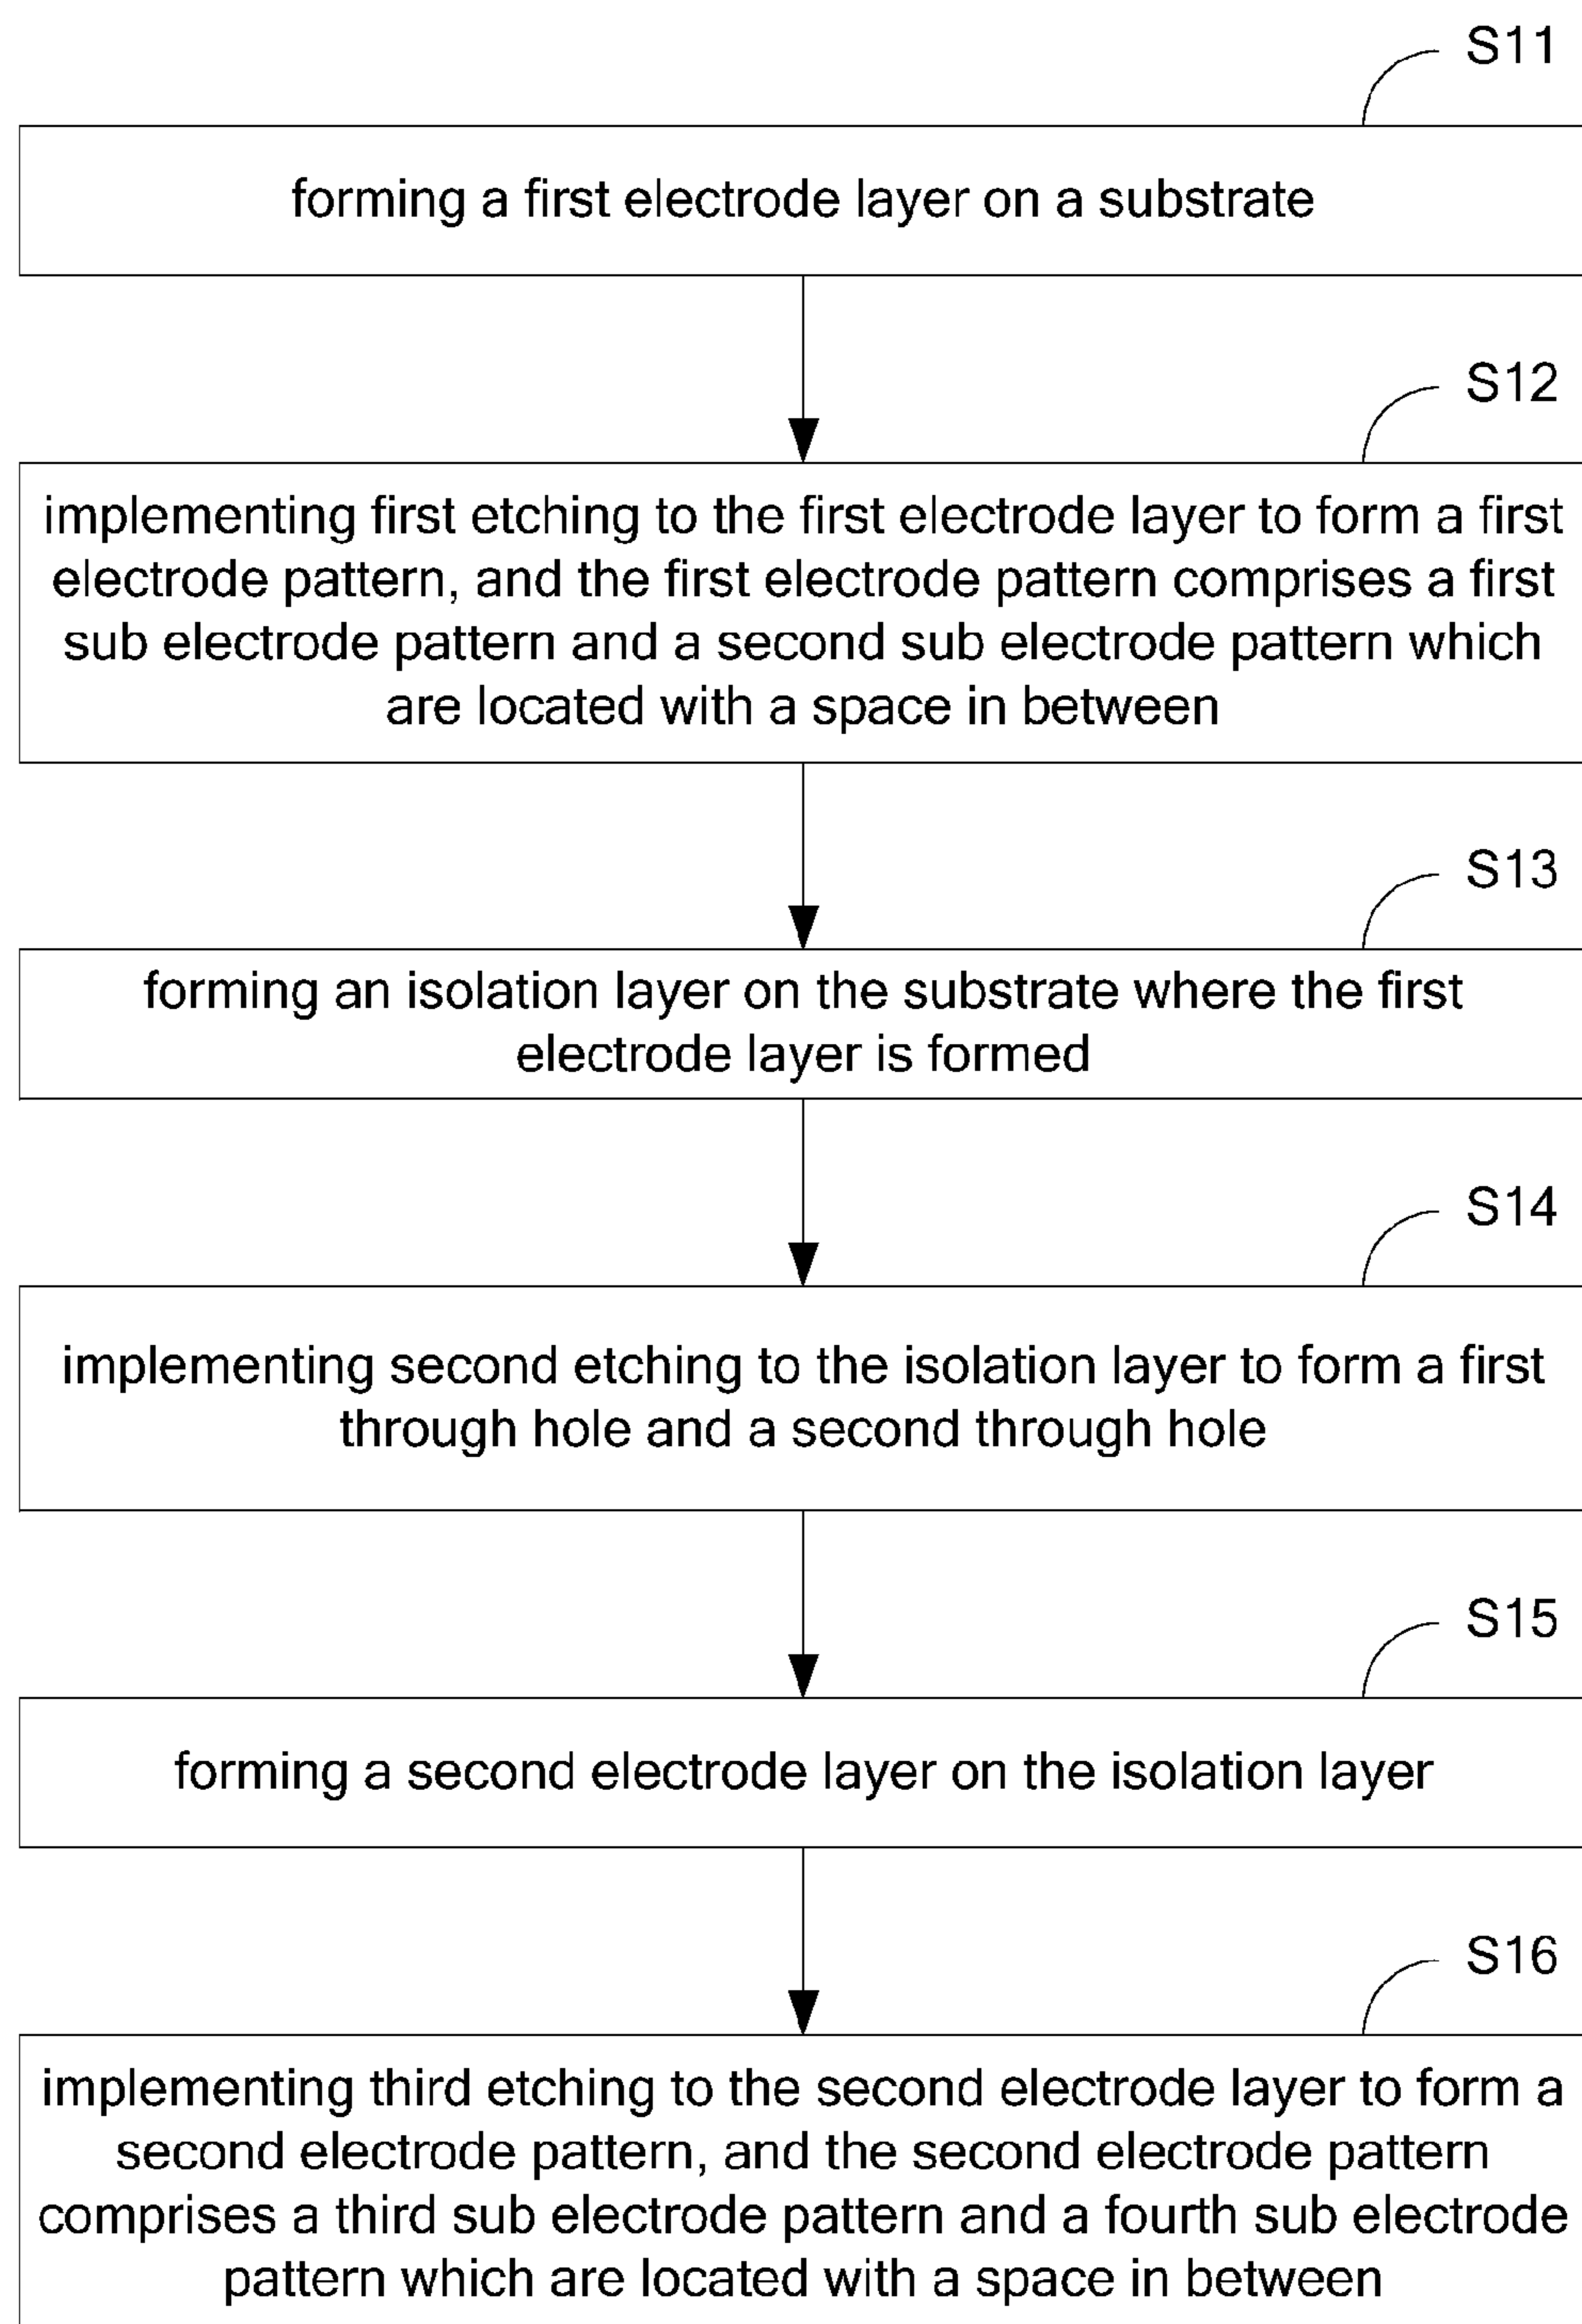 S11
forming a first electrode layer on a substrate
S12
implementing first etching to the first electrode layer to form a first
electrode pattern, and the first electrode pattern comprises a first
sub electrode pattern and a second sub electrode pattern which
are located with a space in between
S13
forming an isolation layer on the substrate where the first
electrode layer is formed
S14
implementing second etching to the isolation layer to form a first
through hole and a second through hole
S15
forming a second electrode layer on the isolation layer
S16
implementing third etching to the second electrode layer to form a
second electrode pattern, and the second electrode pattern
comprises a third sub electrode pattern and a fourth sub electrode
pattern which are located with a space in between